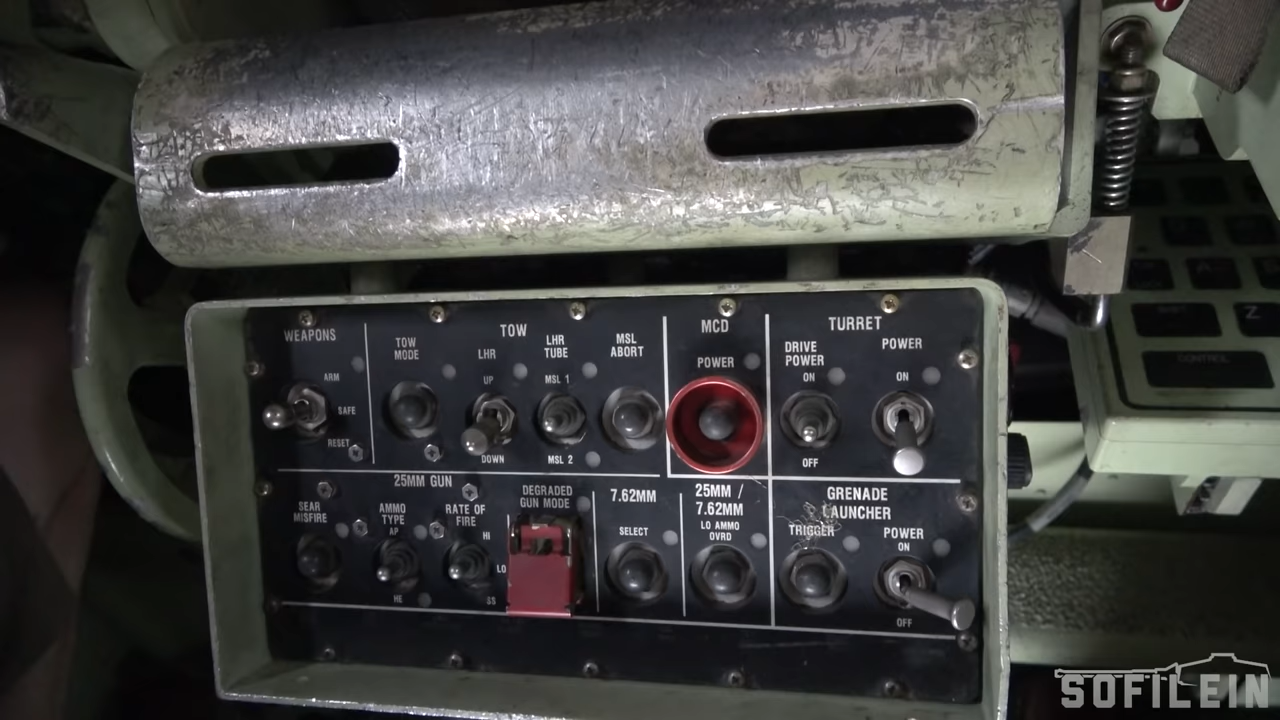 WEAPONS
ARM
SAFE
RESET
TOW
TOW
MODE
LHR
UP
DOWN
LHR
TUBE
MSL 1
MSL 2
MSL
ABORT
MCD
POWER
TURRET
DRIVE
POWER
ON
OFF
POWER
ON
25MM GUN
SEAR
MISFIRE
AMMO
TYPE
AP
HE
RATE OF
FIRE
HI
LO
SS
DEGRADED
GUN MODE
7.62MM
SELECT
25MM /
7.62MM
LO AMMO
OVRD
GRENADE
LAUNCHER
TRIGGER
POWER
ON
OFF
Z
CONTROL
SOFILEIN